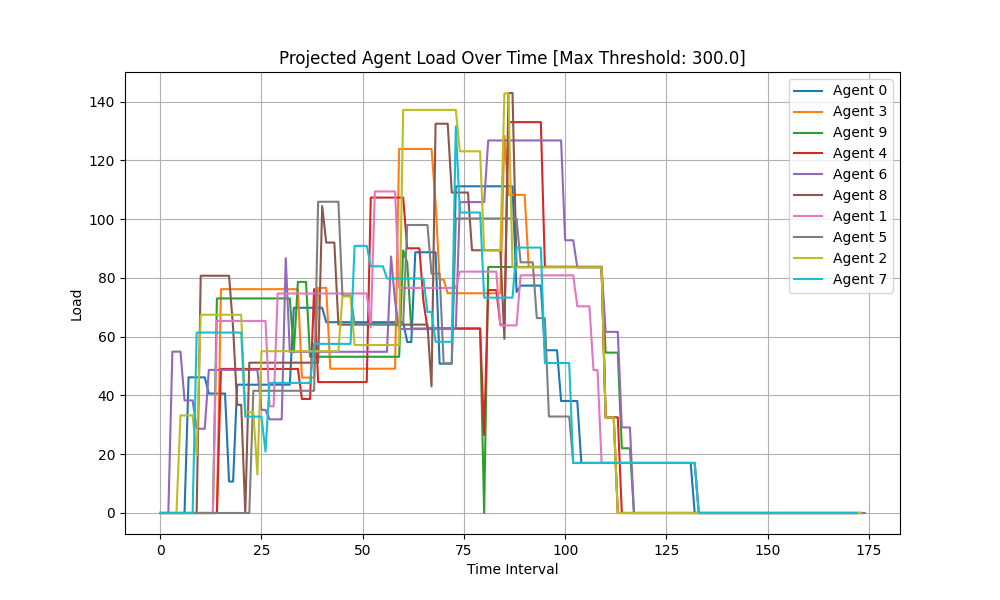 Projected Agent Load Over Time [Max Threshold: 300.0]
Load
140
120
100
80
60
40
20
0
0 25 50 75 100 125 150 175
Time Interval
Agent 0
Agent 3
Agent 9
Agent 4
Agent 6
Agent 8
Agent 1
Agent 5
Agent 2
Agent 7